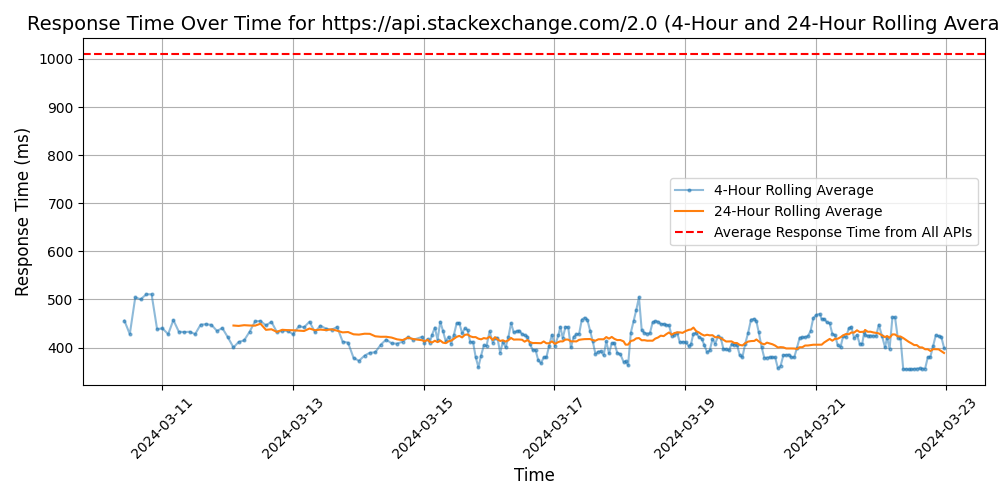 Response Time Over Time for https://api.stackexchange.com/2.0 (4-Hour and 24-Hour Rolling Avera
Response Time (ms)
1000
900
800
700
600
500
400
4-Hour Rolling Average
24-Hour Rolling Average
Average Response Time from All APIs
2024-03-11
2024-03-13
2024-03-15
2024-03-17
2024-03-19
2024-03-21
2024-03-23
Time